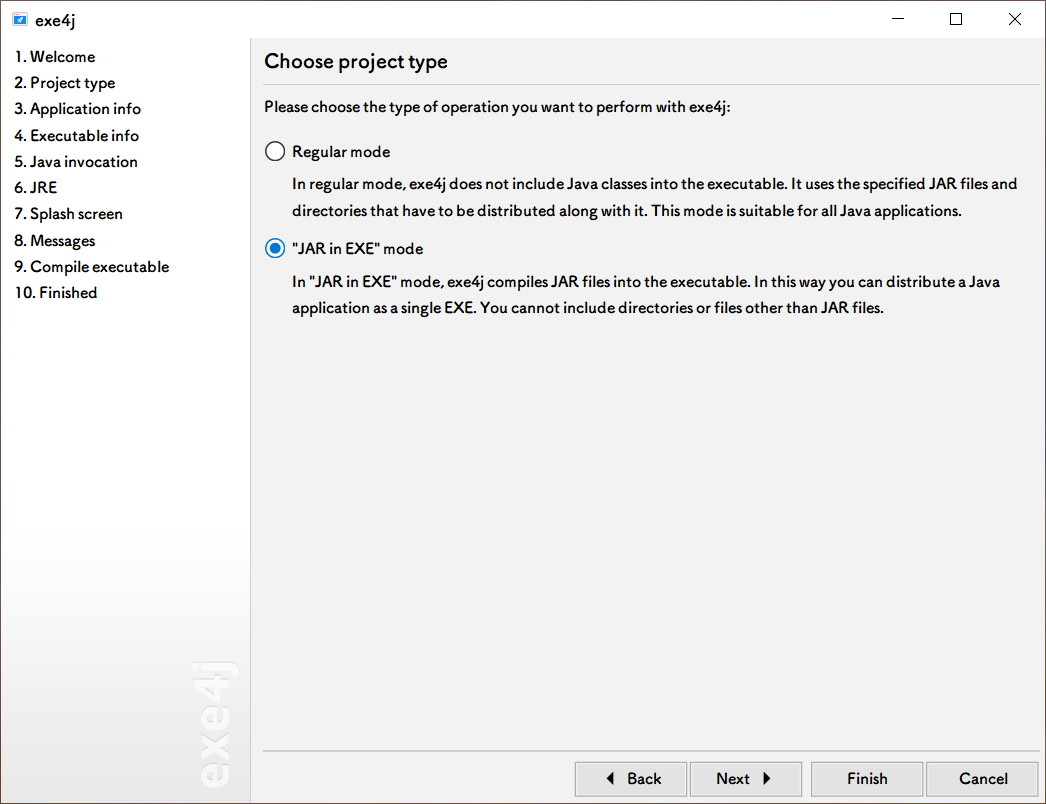 exe4j
1. Welcome
2. Project type
3. Application info
4. Executable info
5. Java invocation
6. JRE
7. Splash screen
8. Messages
9. Compile executable
10. Finished
exe4j
Choose project type
Please choose the type of operation you want to perform with exe4j:
Regular mode
In regular mode, exe4j does not include Java classes into the executable. It uses the specified JAR files and
directories that have to be distributed along with it. This mode is suitable for all Java applications.
"JAR in EXE" mode
In "JAR in EXE" mode, exe4j compiles JAR files into the executable. In this way you can distribute a Java
application as a single EXE. You cannot include directories or files other than JAR files.
Back
Next
Finish
Cancel